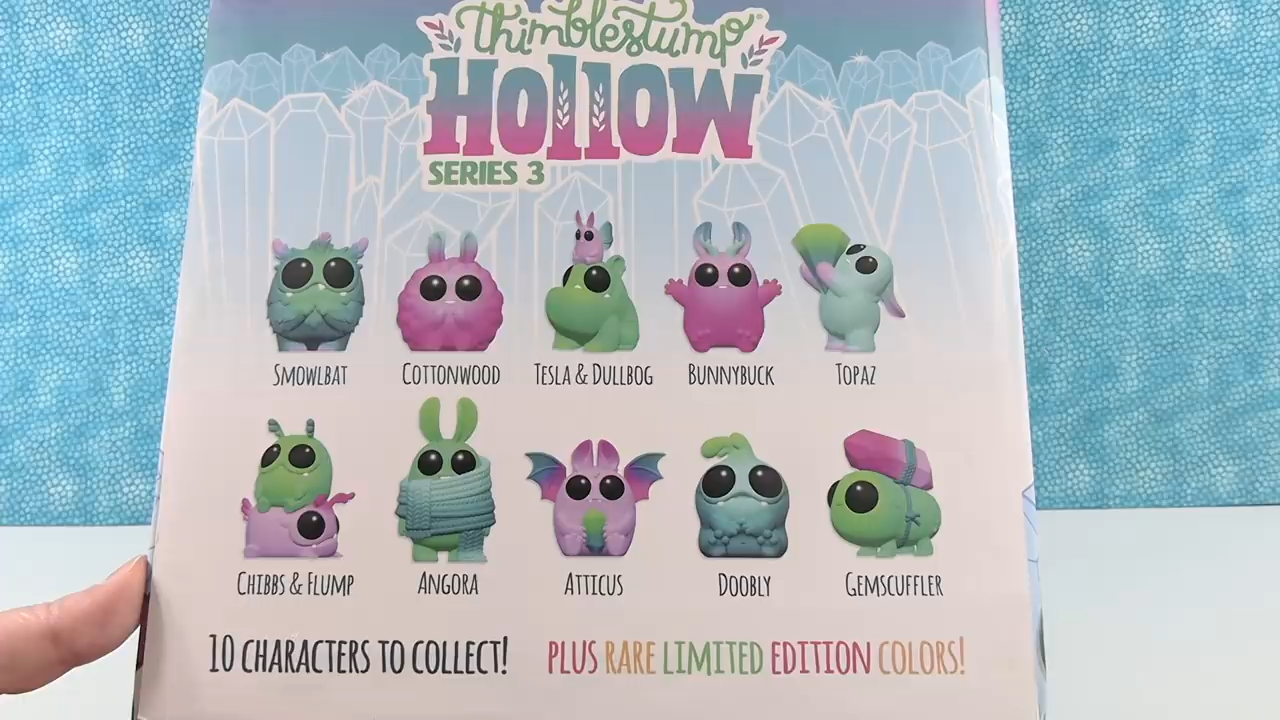 Thimblestump
HOLLOW
SERIES 3
SMOWLBAT COTTONWOOD TESLA & DULLBOG BUNNYBUCK TOPAZ
CHIBBS & FLUMP ANGORA ATTICUS DOOBLY GEMSCUFFLER
10 CHARACTERS TO COLLECT! PLUS RARE LIMITED EDITION COLORS!